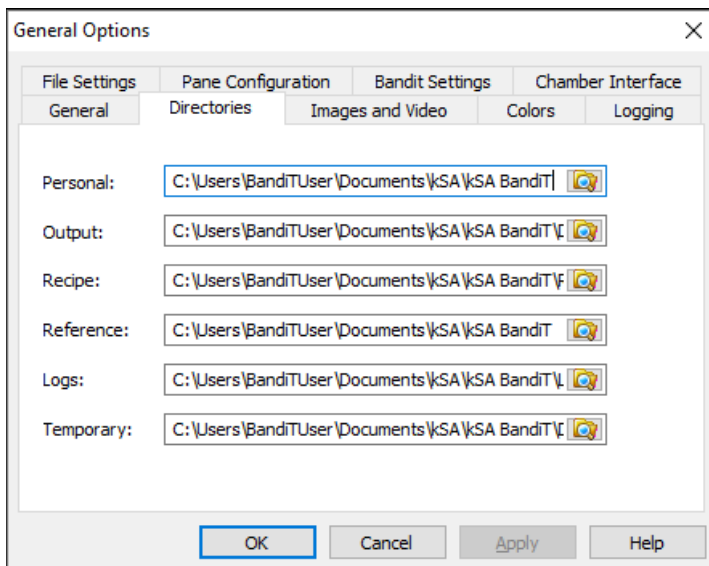 General Options
File Settings Pane Configuration Bandit Settings Chamber Interface
General Directories Images and Video Colors Logging
Personal: C:\Users\BandiTUser\Documents\kSA\kSA BandiT
Output: C:\Users\BandiTUser\Documents\kSA\kSA BandiT\
Recipe: C:\Users\BandiTUser\Documents\kSA\kSA BandiT\
Reference: C:\Users\BandiTUser\Documents\kSA\kSA BandiT
Logs: C:\Users\BandiTUser\Documents\kSA\kSA BandiT\
Temporary: C:\Users\BandiTUser\Documents\kSA\kSA BandiT\
OK Cancel Apply Help